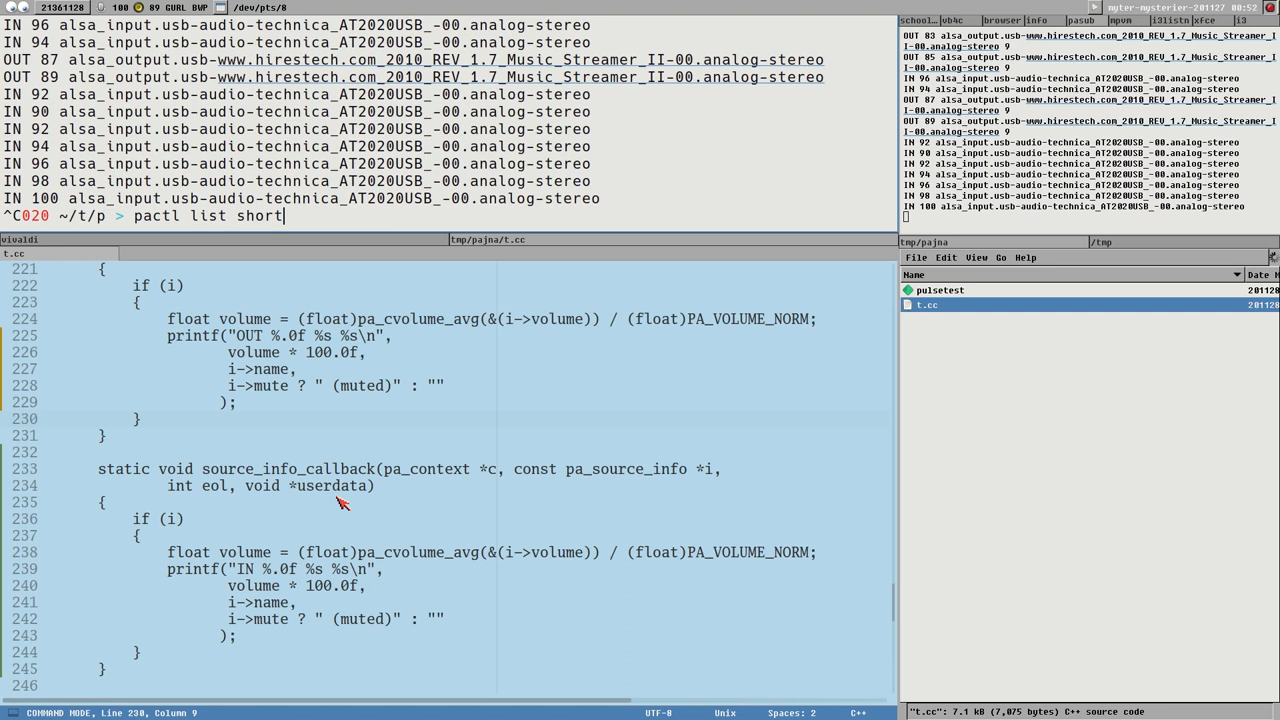 21361128 100 89 GURL BWP /dev/pts/8 myter-mysterier-201127 00:52
IN 96 alsa_input.usb-audio-technica_AT2020USB_-00.analog-stereo
IN 94 alsa_input.usb-audio-technica_AT2020USB_-00.analog-stereo
OUT 87 alsa_output.usb-www.hirestech.com_2010_REV_1.7_Music_Streamer_II-00.analog-stereo
OUT 89 alsa_output.usb-www.hirestech.com_2010_REV_1.7_Music_Streamer_II-00.analog-stereo
IN 92 alsa_input.usb-audio-technica_AT2020USB_-00.analog-stereo
IN 90 alsa_input.usb-audio-technica_AT2020USB_-00.analog-stereo
IN 92 alsa_input.usb-audio-technica_AT2020USB_-00.analog-stereo
IN 94 alsa_input.usb-audio-technica_AT2020USB_-00.analog-stereo
IN 96 alsa_input.usb-audio-technica_AT2020USB_-00.analog-stereo
IN 98 alsa_input.usb-audio-technica_AT2020USB_-00.analog-stereo
IN 100 alsa_input.usb-audio-technica_AT2020USB_-00.analog-stereo
^C020 ~/t/p > pactl list short
school... vb4c browser info pasub mpvm i3listn xfce i3
OUT 83 alsa_output.usb-www.hirestech.com_2010_REV_1.7_Music_Streamer_I
I-00.analog-stereo 9
OUT 85 alsa_output.usb-www.hirestech.com_2010_REV_1.7_Music_Streamer_I
I-00.analog-stereo 9
IN 96 alsa_input.usb-audio-technica_AT2020USB_-00.analog-stereo
IN 94 alsa_input.usb-audio-technica_AT2020USB_-00.analog-stereo
OUT 87 alsa_output.usb-www.hirestech.com_2010_REV_1.7_Music_Streamer_I
I-00.analog-stereo 9
OUT 89 alsa_output.usb-www.hirestech.com_2010_REV_1.7_Music_Streamer_I
I-00.analog-stereo 9
IN 92 alsa_input.usb-audio-technica_AT2020USB_-00.analog-stereo
IN 90 alsa_input.usb-audio-technica_AT2020USB_-00.analog-stereo
IN 92 alsa_input.usb-audio-technica_AT2020USB_-00.analog-stereo
IN 94 alsa_input.usb-audio-technica_AT2020USB_-00.analog-stereo
IN 96 alsa_input.usb-audio-technica_AT2020USB_-00.analog-stereo
IN 98 alsa_input.usb-audio-technica_AT2020USB_-00.analog-stereo
IN 100 alsa_input.usb-audio-technica_AT2020USB_-00.analog-stereo
vivaldi tmp/pajna/t.cc
t.cc
221 {
222 if (i)
223 {
224 float volume = (float)pa_cvolume_avg(&(i->volume)) / (float)PA_VOLUME_NORM;
225 printf("OUT %.0f %s %s\n",
226 volume * 100.0f,
227 i->name,
228 i->mute ? " (muted)" : ""
229 );
230 }
231 }
232
233 static void source_info_callback(pa_context *c, const pa_source_info *i,
234 int eol, void *userdata)
235 {
236 if (i)
237 {
238 float volume = (float)pa_cvolume_avg(&(i->volume)) / (float)PA_VOLUME_NORM;
239 printf("IN %.0f %s %s\n",
240 volume * 100.0f,
241 i->name,
242 i->mute ? " (muted)" : ""
243 );
244 }
245 }
246
COMMAND MODE, Line 230, Column 9 UTF-8 Unix Spaces: 2 C++
tmp/pajna /tmp
File Edit View Go Help
Name Date M
pulsetest 201128
t.cc 201128
"t.cc": 7.1 kB (7,075 bytes) C++ source code